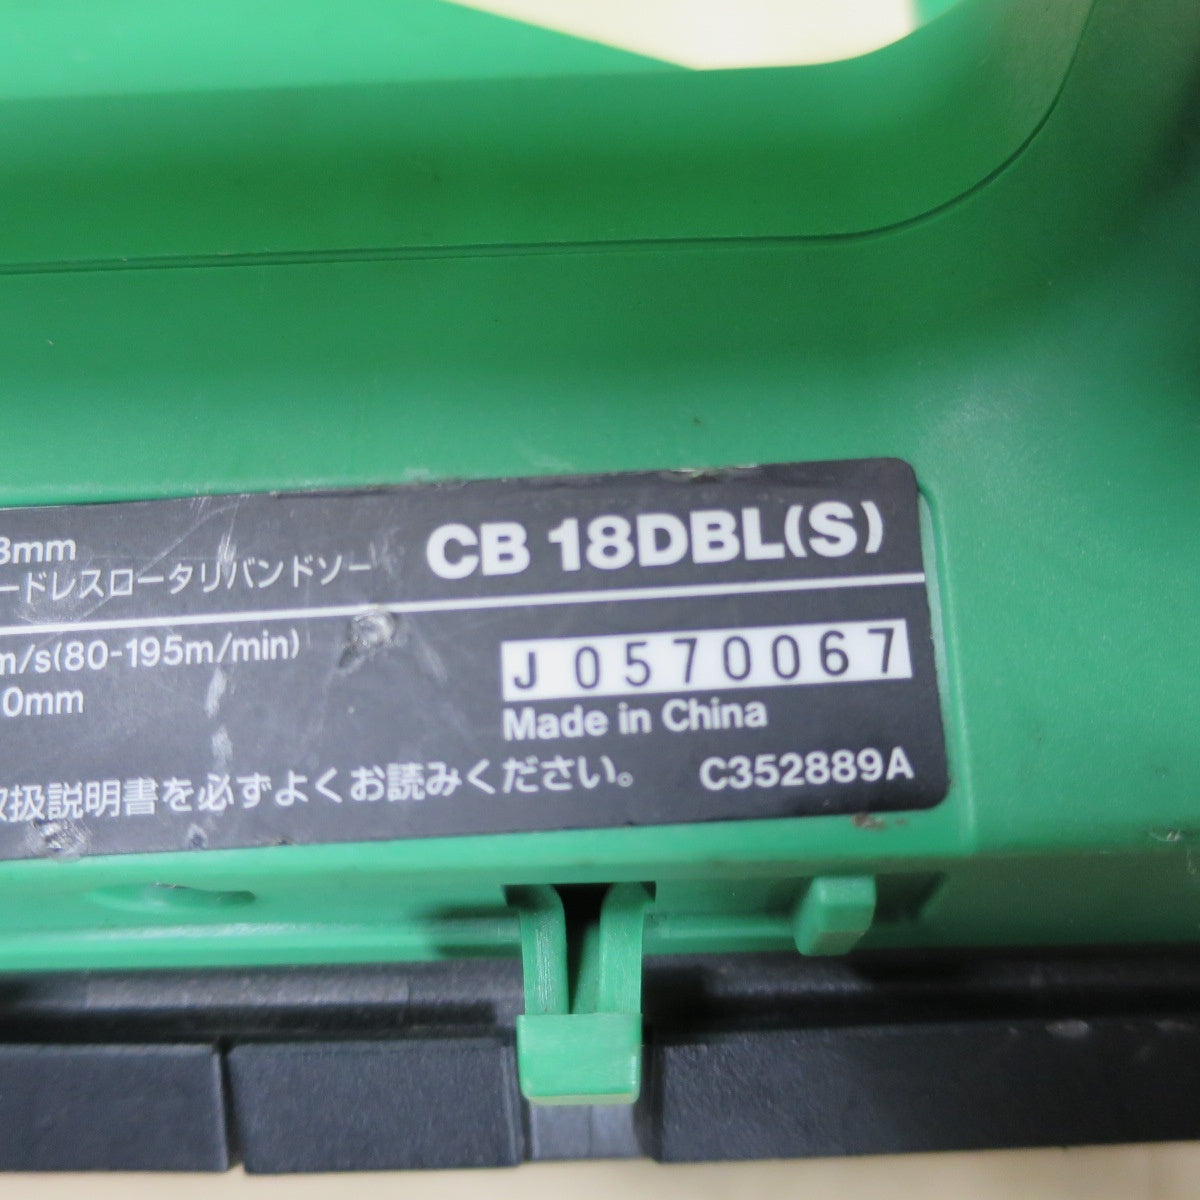 3mm
CB 18DBL(S)
ードレスロータリバンドソー
m/s(80-195m/min)
0mm
J0570067
Made in China
取扱説明書を必ずよくお読みください。
C352889A